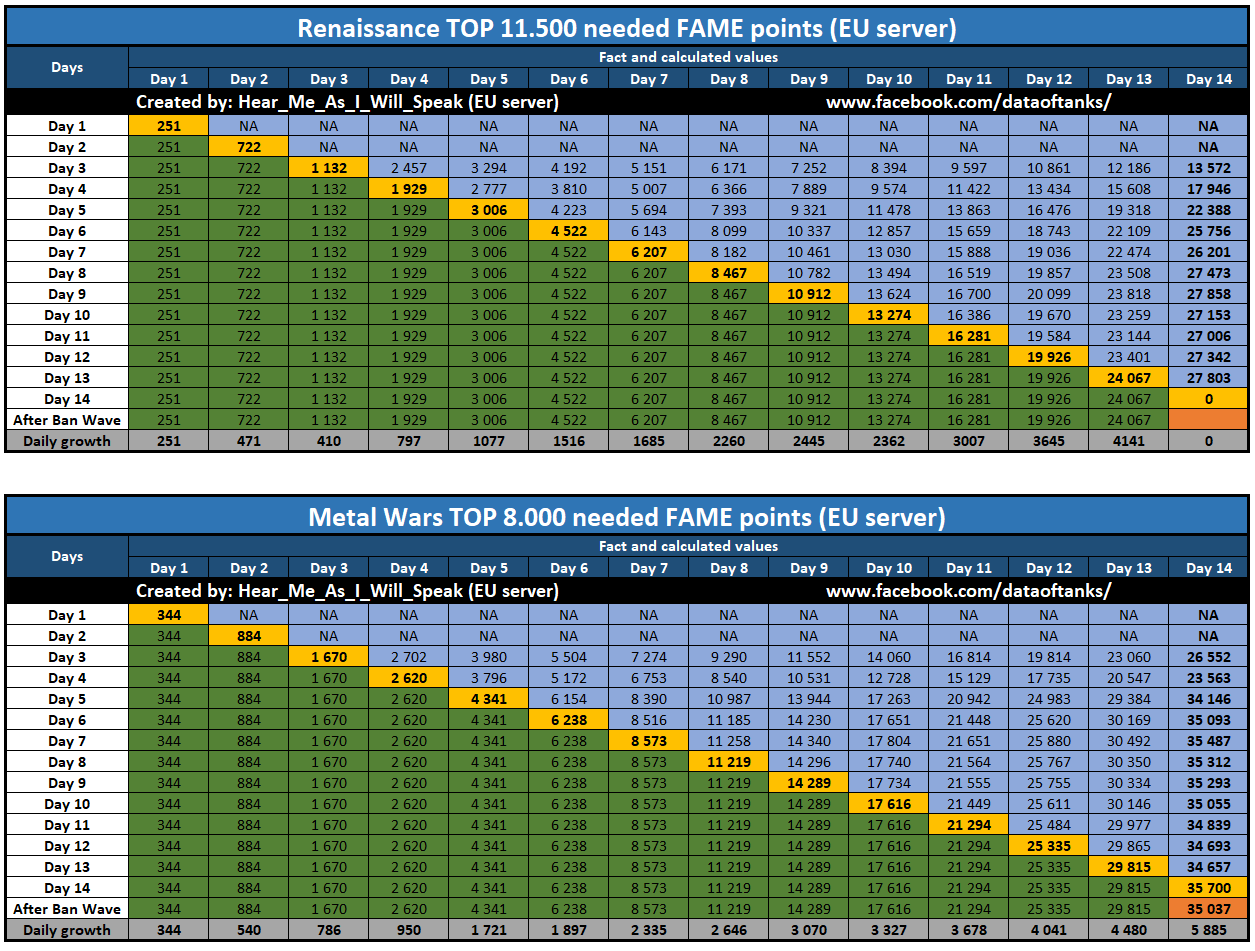 Renaissance TOP 11.500 needed FAME points (EU server)
Days
Fact and calculated values
Day 1 Day 2 Day 3 Day 4 Day 5 Day 6 Day 7 Day 8 Day 9 Day 10 Day 11 Day 12 Day 13 Day 14
Created by: Hear_Me_As_I_Will_Speak (EU server) www.facebook.com/dataoftanks/
Day 1 251 NA NA NA NA NA NA NA NA NA NA NA NA NA
Day 2 251 722 NA NA NA NA NA NA NA NA NA NA NA NA
Day 3 251 722 1 132 2 457 3 294 4 192 5 151 6 171 7 252 8 394 9 597 10 861 12 186 13 572
Day 4 251 722 1 132 1 929 2 777 3 810 5 007 6 366 7 889 9 574 11 422 13 434 15 608 17 946
Day 5 251 722 1 132 1 929 3 006 4 223 5 694 7 393 9 321 11 478 13 863 16 476 19 318 22 388
Day 6 251 722 1 132 1 929 3 006 4 522 6 143 8 099 10 337 12 857 15 659 18 743 22 109 25 756
Day 7 251 722 1 132 1 929 3 006 4 522 6 207 8 182 10 461 13 030 15 888 19 036 22 474 26 201
Day 8 251 722 1 132 1 929 3 006 4 522 6 207 8 467 10 782 13 494 16 519 19 857 23 508 27 473
Day 9 251 722 1 132 1 929 3 006 4 522 6 207 8 467 10 912 13 624 16 700 20 099 23 818 27 858
Day 10 251 722 1 132 1 929 3 006 4 522 6 207 8 467 10 912 13 274 16 386 19 670 23 259 27 153
Day 11 251 722 1 132 1 929 3 006 4 522 6 207 8 467 10 912 13 274 16 281 19 584 23 144 27 006
Day 12 251 722 1 132 1 929 3 006 4 522 6 207 8 467 10 912 13 274 16 281 19 926 23 401 27 342
Day 13 251 722 1 132 1 929 3 006 4 522 6 207 8 467 10 912 13 274 16 281 19 926 24 067 27 803
Day 14 251 722 1 132 1 929 3 006 4 522 6 207 8 467 10 912 13 274 16 281 19 926 24 067 0
After Ban Wave 251 722 1 132 1 929 3 006 4 522 6 207 8 467 10 912 13 274 16 281 19 926 24 067
Daily growth 251 471 410 797 1077 1516 1685 2260 2445 2362 3007 3645 4141 0
Metal Wars TOP 8.000 needed FAME points (EU server)
Days
Fact and calculated values
Day 1 Day 2 Day 3 Day 4 Day 5 Day 6 Day 7 Day 8 Day 9 Day 10 Day 11 Day 12 Day 13 Day 14
Created by: Hear_Me_As_I_Will_Speak (EU server) www.facebook.com/dataoftanks/
Day 1 344 NA NA NA NA NA NA NA NA NA NA NA NA NA
Day 2 344 884 NA NA NA NA NA NA NA NA NA NA NA NA
Day 3 344 884 1 670 2 702 3 980 5 504 7 274 9 290 11 552 14 060 16 814 19 814 23 060 26 552
Day 4 344 884 1 670 2 620 3 796 5 172 6 753 8 540 10 531 12 728 15 129 17 735 20 547 23 563
Day 5 344 884 1 670 2 620 4 341 6 154 8 390 10 987 13 944 17 263 20 942 24 983 29 384 34 146
Day 6 344 884 1 670 2 620 4 341 6 238 8 516 11 185 14 230 17 651 21 448 25 620 30 169 35 093
Day 7 344 884 1 670 2 620 4 341 6 238 8 573 11 258 14 340 17 804 21 651 25 880 30 492 35 487
Day 8 344 884 1 670 2 620 4 341 6 238 8 573 11 219 14 296 17 740 21 564 25 767 30 350 35 312
Day 9 344 884 1 670 2 620 4 341 6 238 8 573 11 219 14 289 17 734 21 555 25 755 30 334 35 293
Day 10 344 884 1 670 2 620 4 341 6 238 8 573 11 219 14 289 17 616 21 449 25 611 30 146 35 055
Day 11 344 884 1 670 2 620 4 341 6 238 8 573 11 219 14 289 17 616 21 294 25 484 29 977 34 839
Day 12 344 884 1 670 2 620 4 341 6 238 8 573 11 219 14 289 17 616 21 294 25 335 29 865 34 693
Day 13 344 884 1 670 2 620 4 341 6 238 8 573 11 219 14 289 17 616 21 294 25 335 29 815 34 657
Day 14 344 884 1 670 2 620 4 341 6 238 8 573 11 219 14 289 17 616 21 294 25 335 29 815 35 700
After Ban Wave 344 884 1 670 2 620 4 341 6 238 8 573 11 219 14 289 17 616 21 294 25 335 29 815 35 037
Daily growth 344 540 786 950 1 721 1 897 2 335 2 646 3 070 3 327 3 678 4 041 4 480 5 885